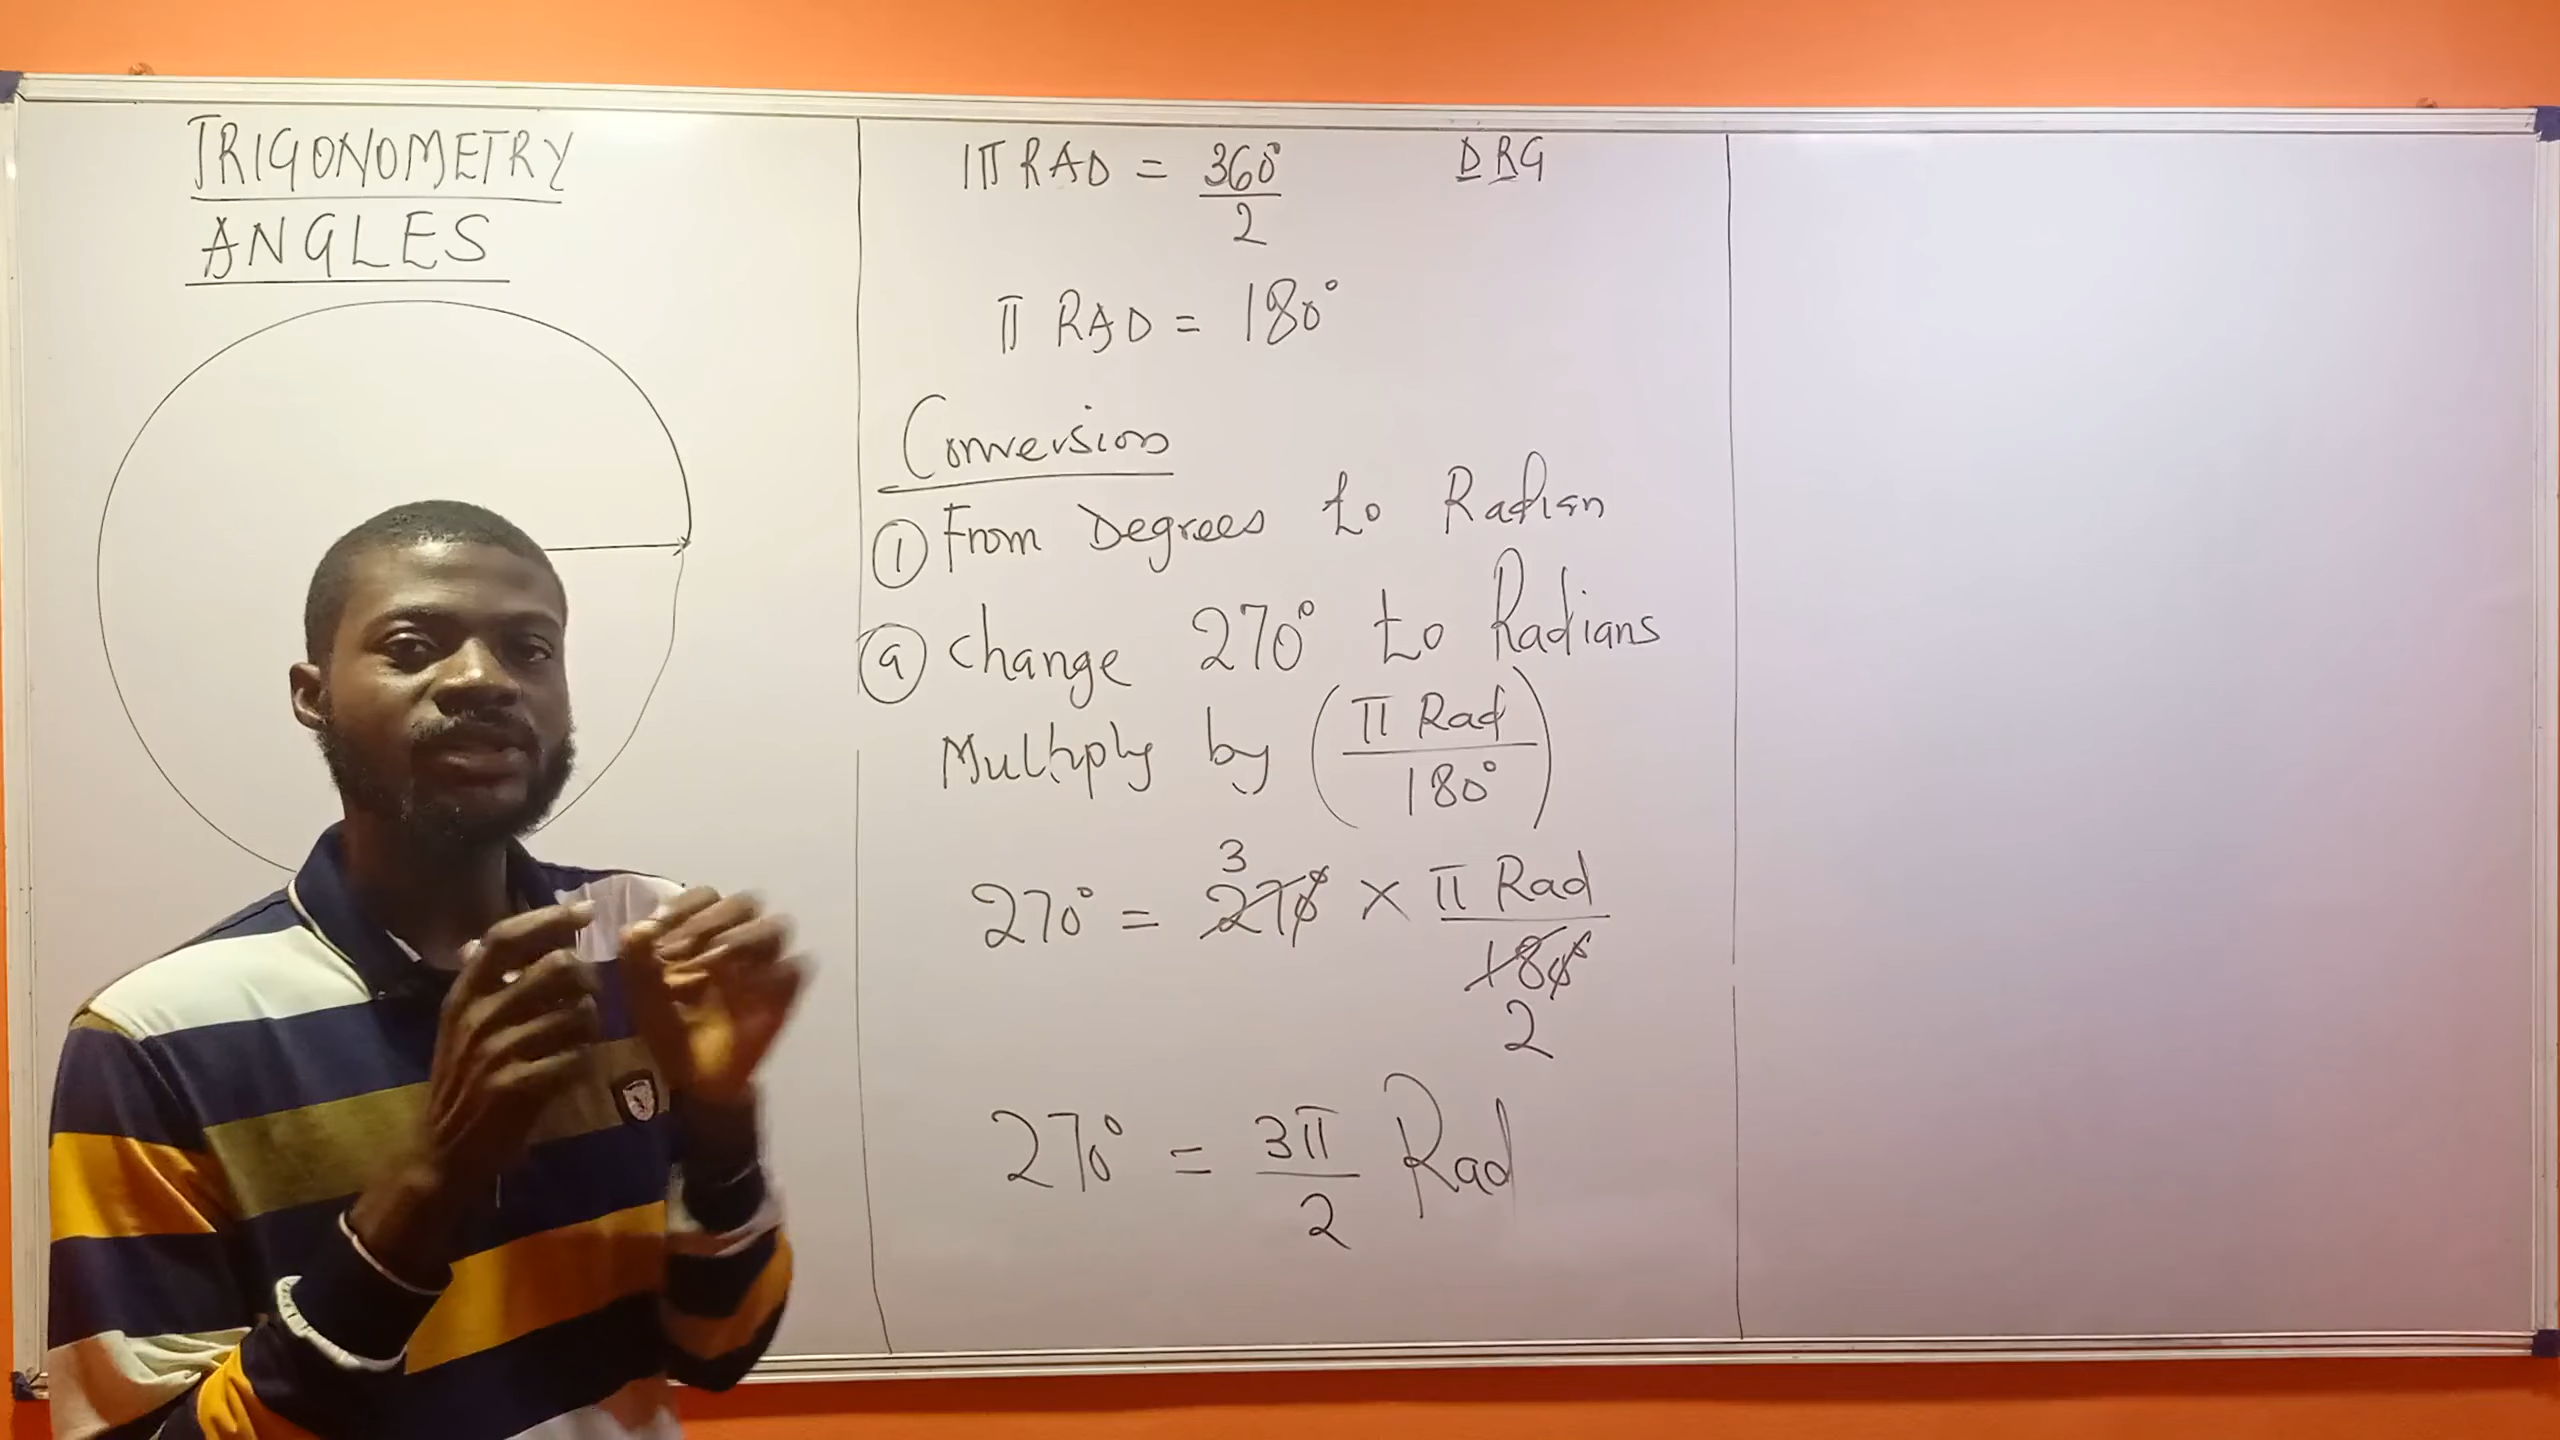 TRIGONOMETRY
ANGLES
1π RAD = 360°/2
DRG
π RAD = 180°
Conversion
① From Degrees to Radian
ⓐ Change 270° to Radians
Multiply by (π Rad/180°)
3
270° = 270° × π Rad/180°
2
270° = 3π/2 Rad